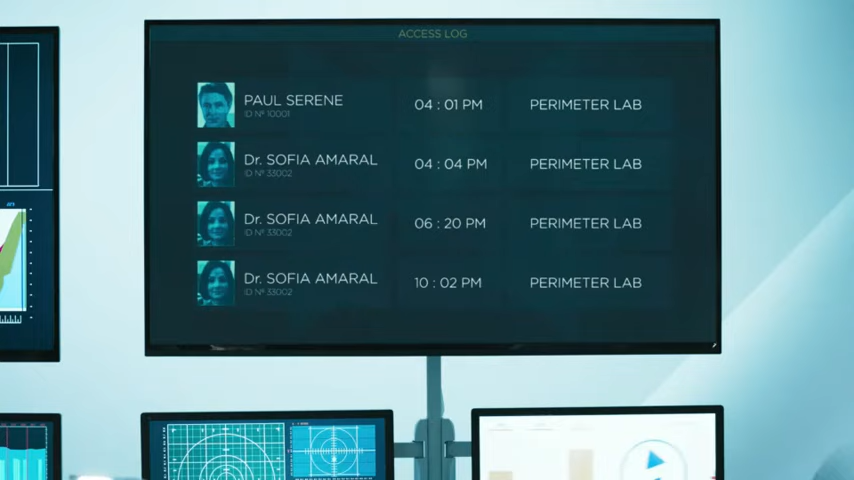 ACCESS LOG
PAUL SERENE 04 : 01 PM PERIMETER LAB
ID Nº 10001
Dr. SOFIA AMARAL 04 : 04 PM PERIMETER LAB
ID Nº 33002
Dr. SOFIA AMARAL 06 : 20 PM PERIMETER LAB
ID Nº 33002
Dr. SOFIA AMARAL 10 : 02 PM PERIMETER LAB
ID Nº 33002